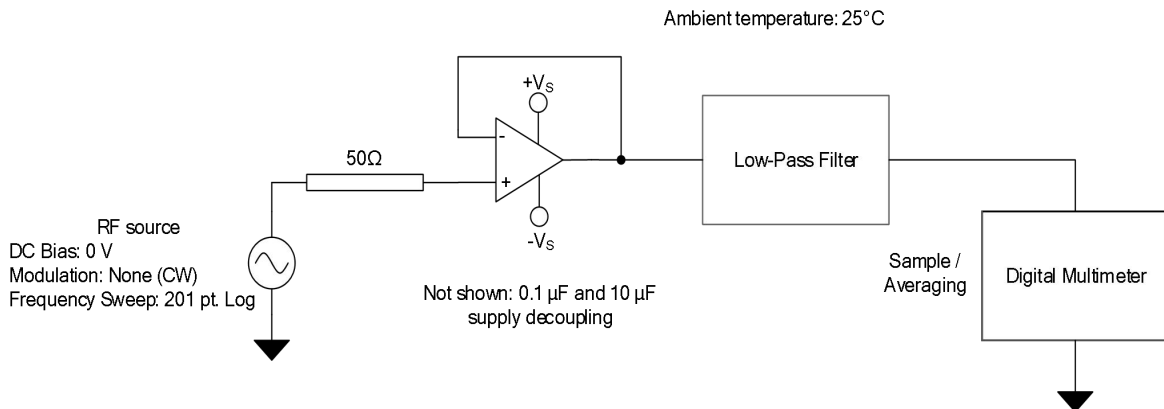 Ambient temperature: 25°C
+VS
-
50Ω
+
Low-Pass Filter
-VS
RF source
DC Bias: 0 V
Modulation: None (CW)
Frequency Sweep: 201 pt. Log
Not shown: 0.1 µF and 10 µF
supply decoupling
Sample /
Averaging
Digital Multimeter